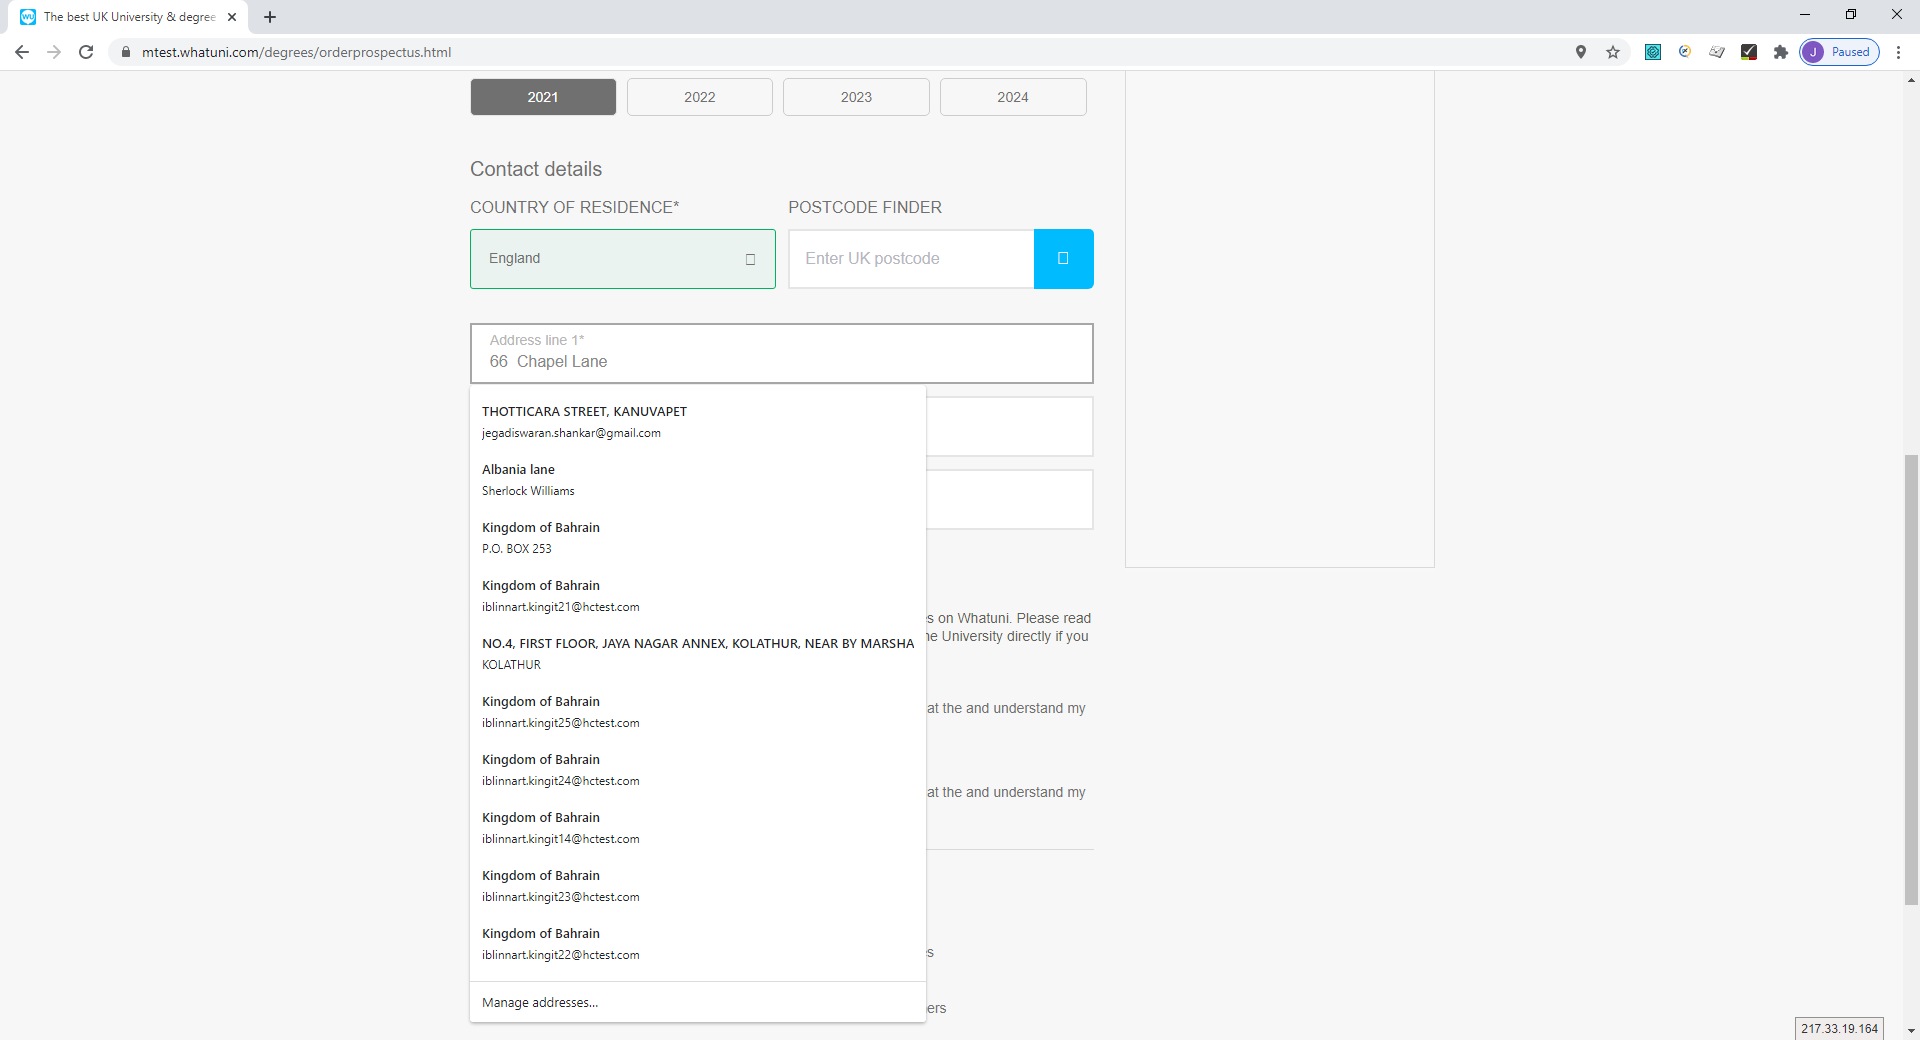 The best UK University & degree
mtest.whatuni.com/degrees/orderprospectus.html
J Paused
2021 2022 2023 2024
Contact details
COUNTRY OF RESIDENCE* POSTCODE FINDER
England
Enter UK postcode
Address line 1*
66 Chapel Lane
THOTTICARA STREET, KANUVAPET
jegadiswaran.shankar@gmail.com
Albania lane
Sherlock Williams
Kingdom of Bahrain
P.O. BOX 253
Kingdom of Bahrain
iblinnart.kingit21@hctest.com
s on Whatuni. Please read
he University directly if you
NO.4, FIRST FLOOR, JAYA NAGAR ANNEX, KOLATHUR, NEAR BY MARSHA
KOLATHUR
Kingdom of Bahrain
iblinnart.kingit25@hctest.com
at the and understand my
Kingdom of Bahrain
iblinnart.kingit24@hctest.com
at the and understand my
Kingdom of Bahrain
iblinnart.kingit14@hctest.com
Kingdom of Bahrain
iblinnart.kingit23@hctest.com
Kingdom of Bahrain
iblinnart.kingit22@hctest.com
s
Manage addresses...
ers
217.33.19.164